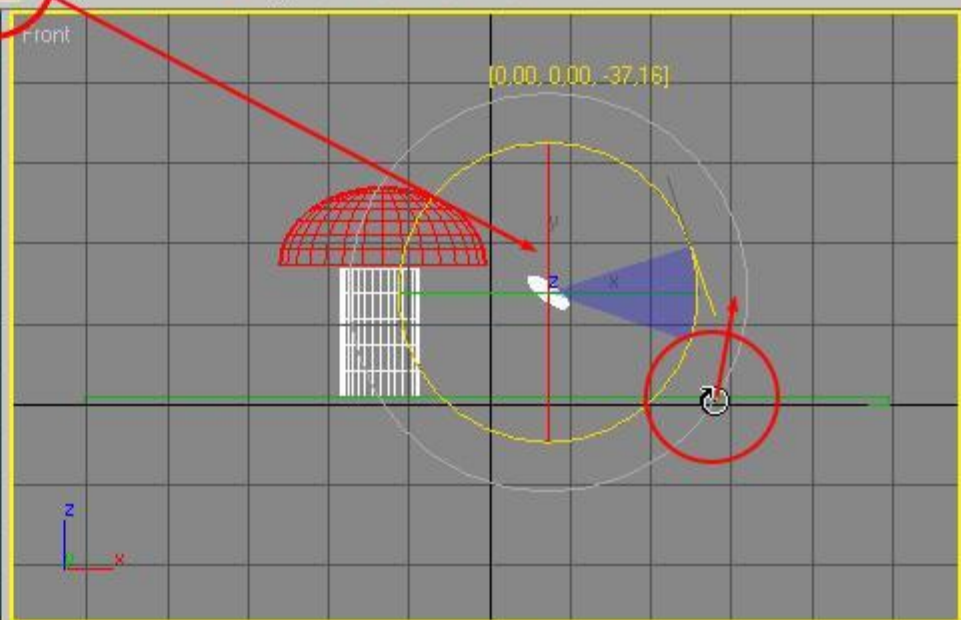 Front
[0,00, 0,00, -37,16]
y
z
x
z
y
x